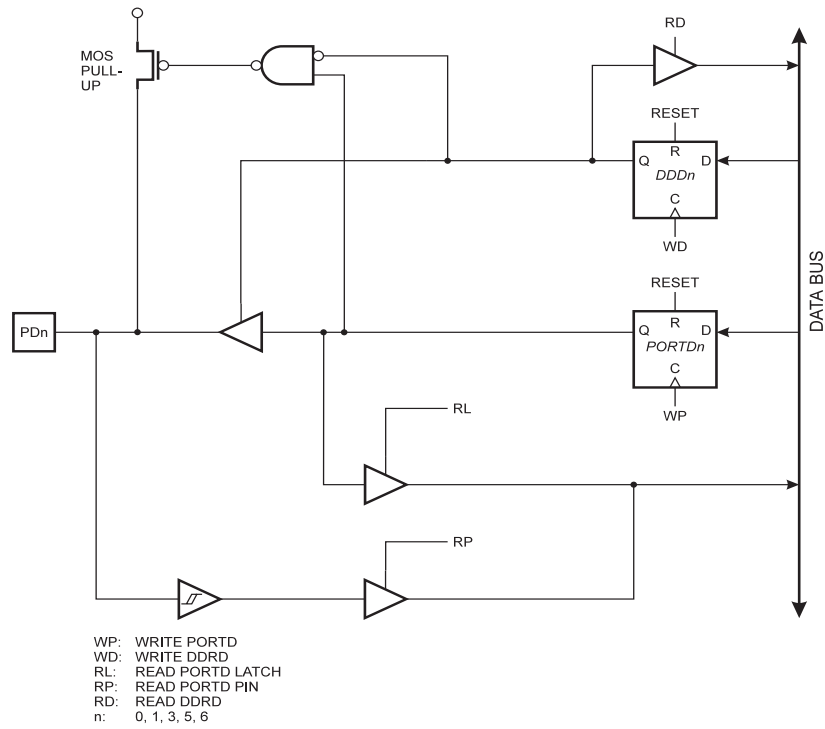 RD
MOS
PULL-
UP
RESET
R
Q
D
DDDn
C
WD
DATA BUS
RESET
PDn
R
Q
D
PORTDn
C
WP
RL
RP
WP: WRITE PORTD
WD: WRITE DDRD
RL: READ PORTD LATCH
RP: READ PORTD PIN
RD: READ DDRD
n: 0, 1, 3, 5, 6